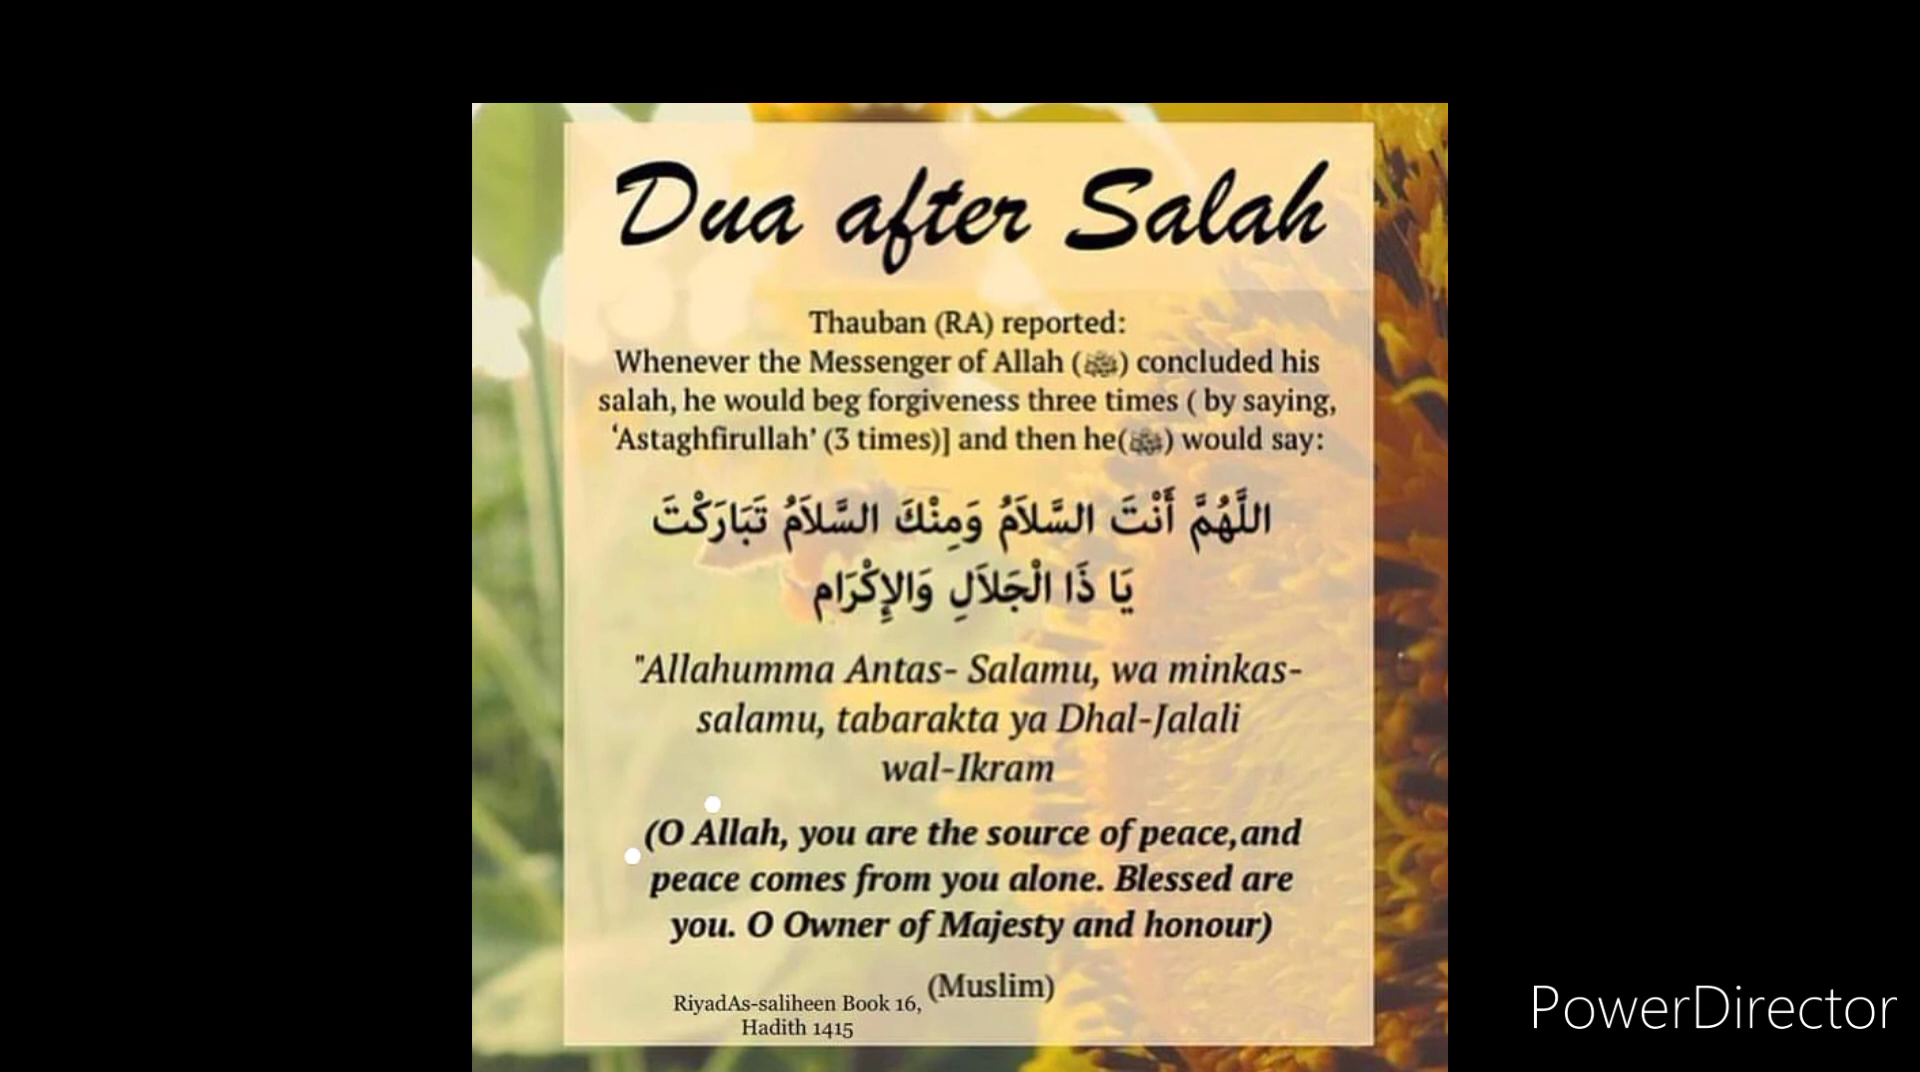 Dua after Salah
Thauban (RA) reported:
Whenever the Messenger of Allah (ﷺ) concluded his
salah, he would beg forgiveness three times ( by saying,
‘Astaghfirullah’ (3 times)] and then he(ﷺ) would say:
اللَّهُمَّ أَنْتَ السَّلاَمُ وَمِنْكَ السَّلاَمُ تَبَارَكْتَ
يَا ذَا الْجَلاَلِ وَالإِكْرَام
"Allahumma Antas- Salamu, wa minkas-
salamu, tabarakta ya Dhal-Jalali
wal-Ikram
(O Allah, you are the source of peace,and
peace comes from you alone. Blessed are
you. O Owner of Majesty and honour)
(Muslim)
RiyadAs-saliheen Book 16,
Hadith 1415
PowerDirector